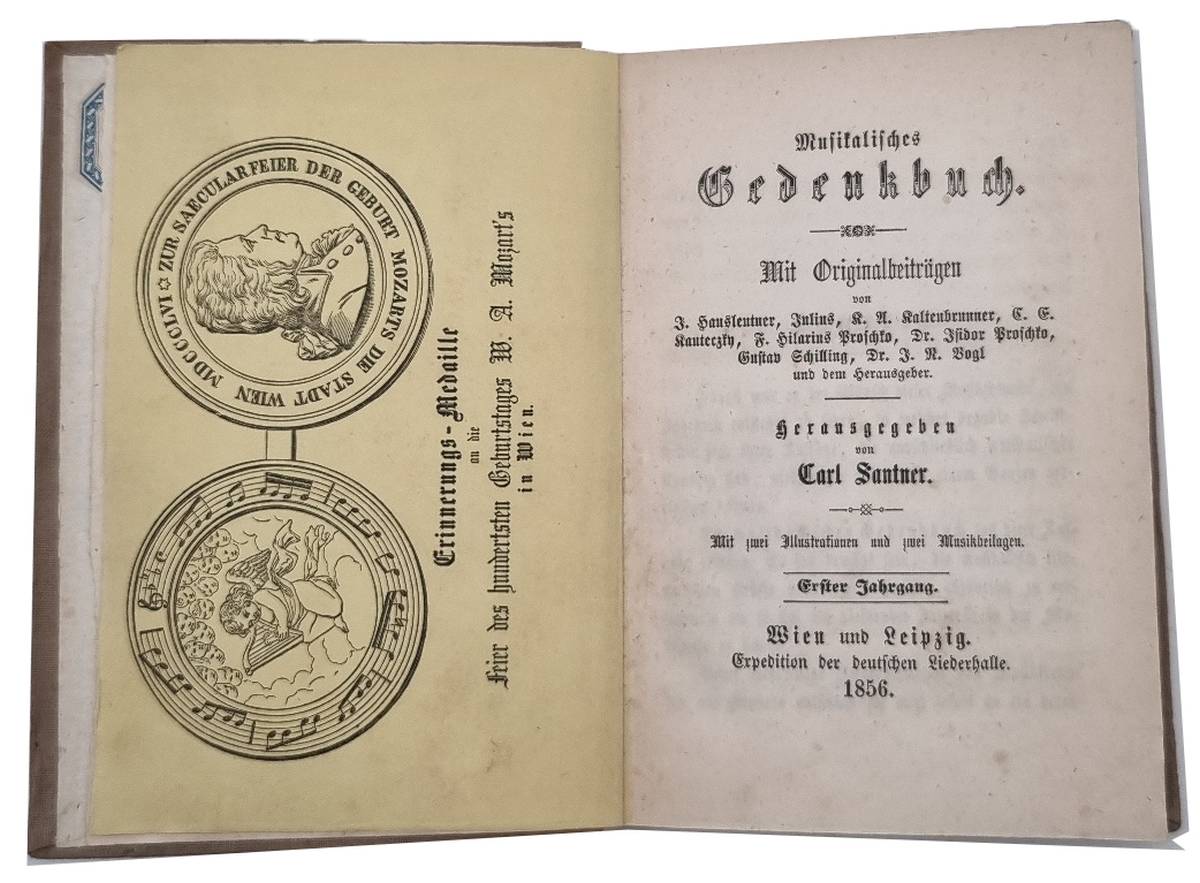 ZUR SAECULARFEIER DER GEBURT MOZARTS DIE STADT WIEN MDCCCLVI
Erinnerungs-Medaille
an die
Feier des hundertsten Geburtstages W. A. Mozart's
in Wien.
Musikalisches
Gedenkbuch.
Mit Originalbeiträgen
von
J. Hausleutner, Julius, K. A. Kaltenbrunner, C. E.
Kauteczky, F. Hilarius Proschko, Dr. Isidor Proschko,
Gustav Schilling, Dr. J. N. Vogl
und dem Herausgeber.
Herausgegeben
von
Carl Santner.
Mit zwei Illustrationen und zwei Musikbeilagen.
Erster Jahrgang.
Wien und Leipzig.
Expedition der deutschen Liederhalle.
1856.